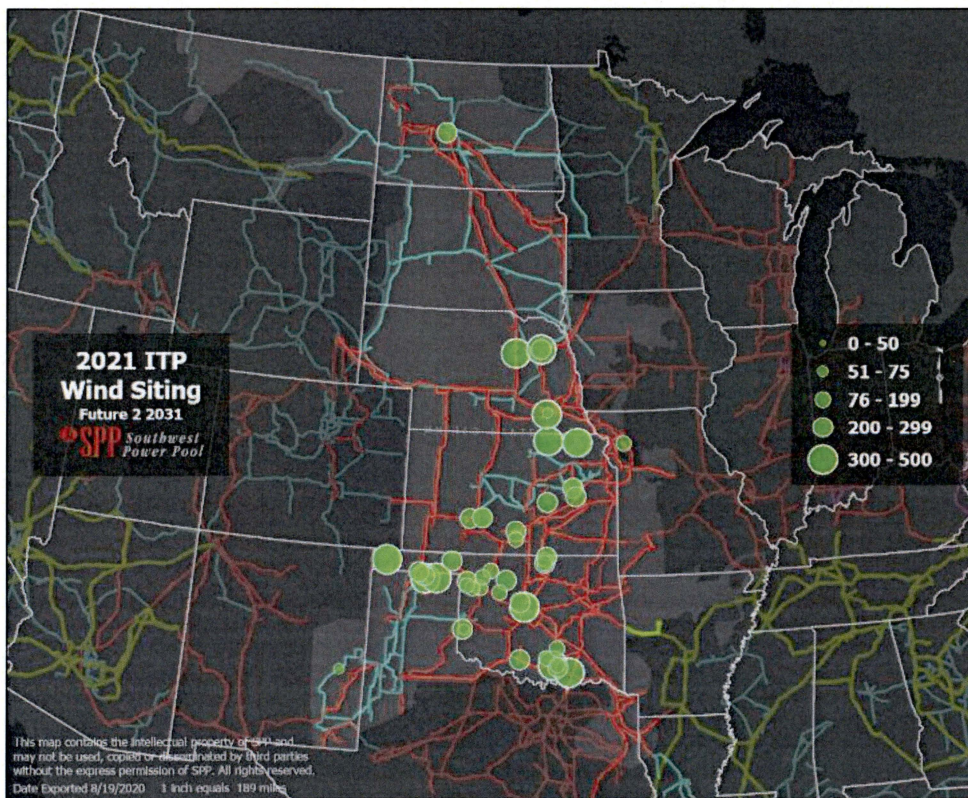 2021 ITP
Wind Siting
Future 2 2031
SPP Southwest
Power Pool
0 - 50
51 - 75
76 - 199
200 - 299
300 - 500
This map contains the intellectual property of SPP and
may not be used, copied or disseminated by third parties
without the express permission of SPP. All rights reserved.
Date Exported 8/19/2020 1 inch equals 189 miles